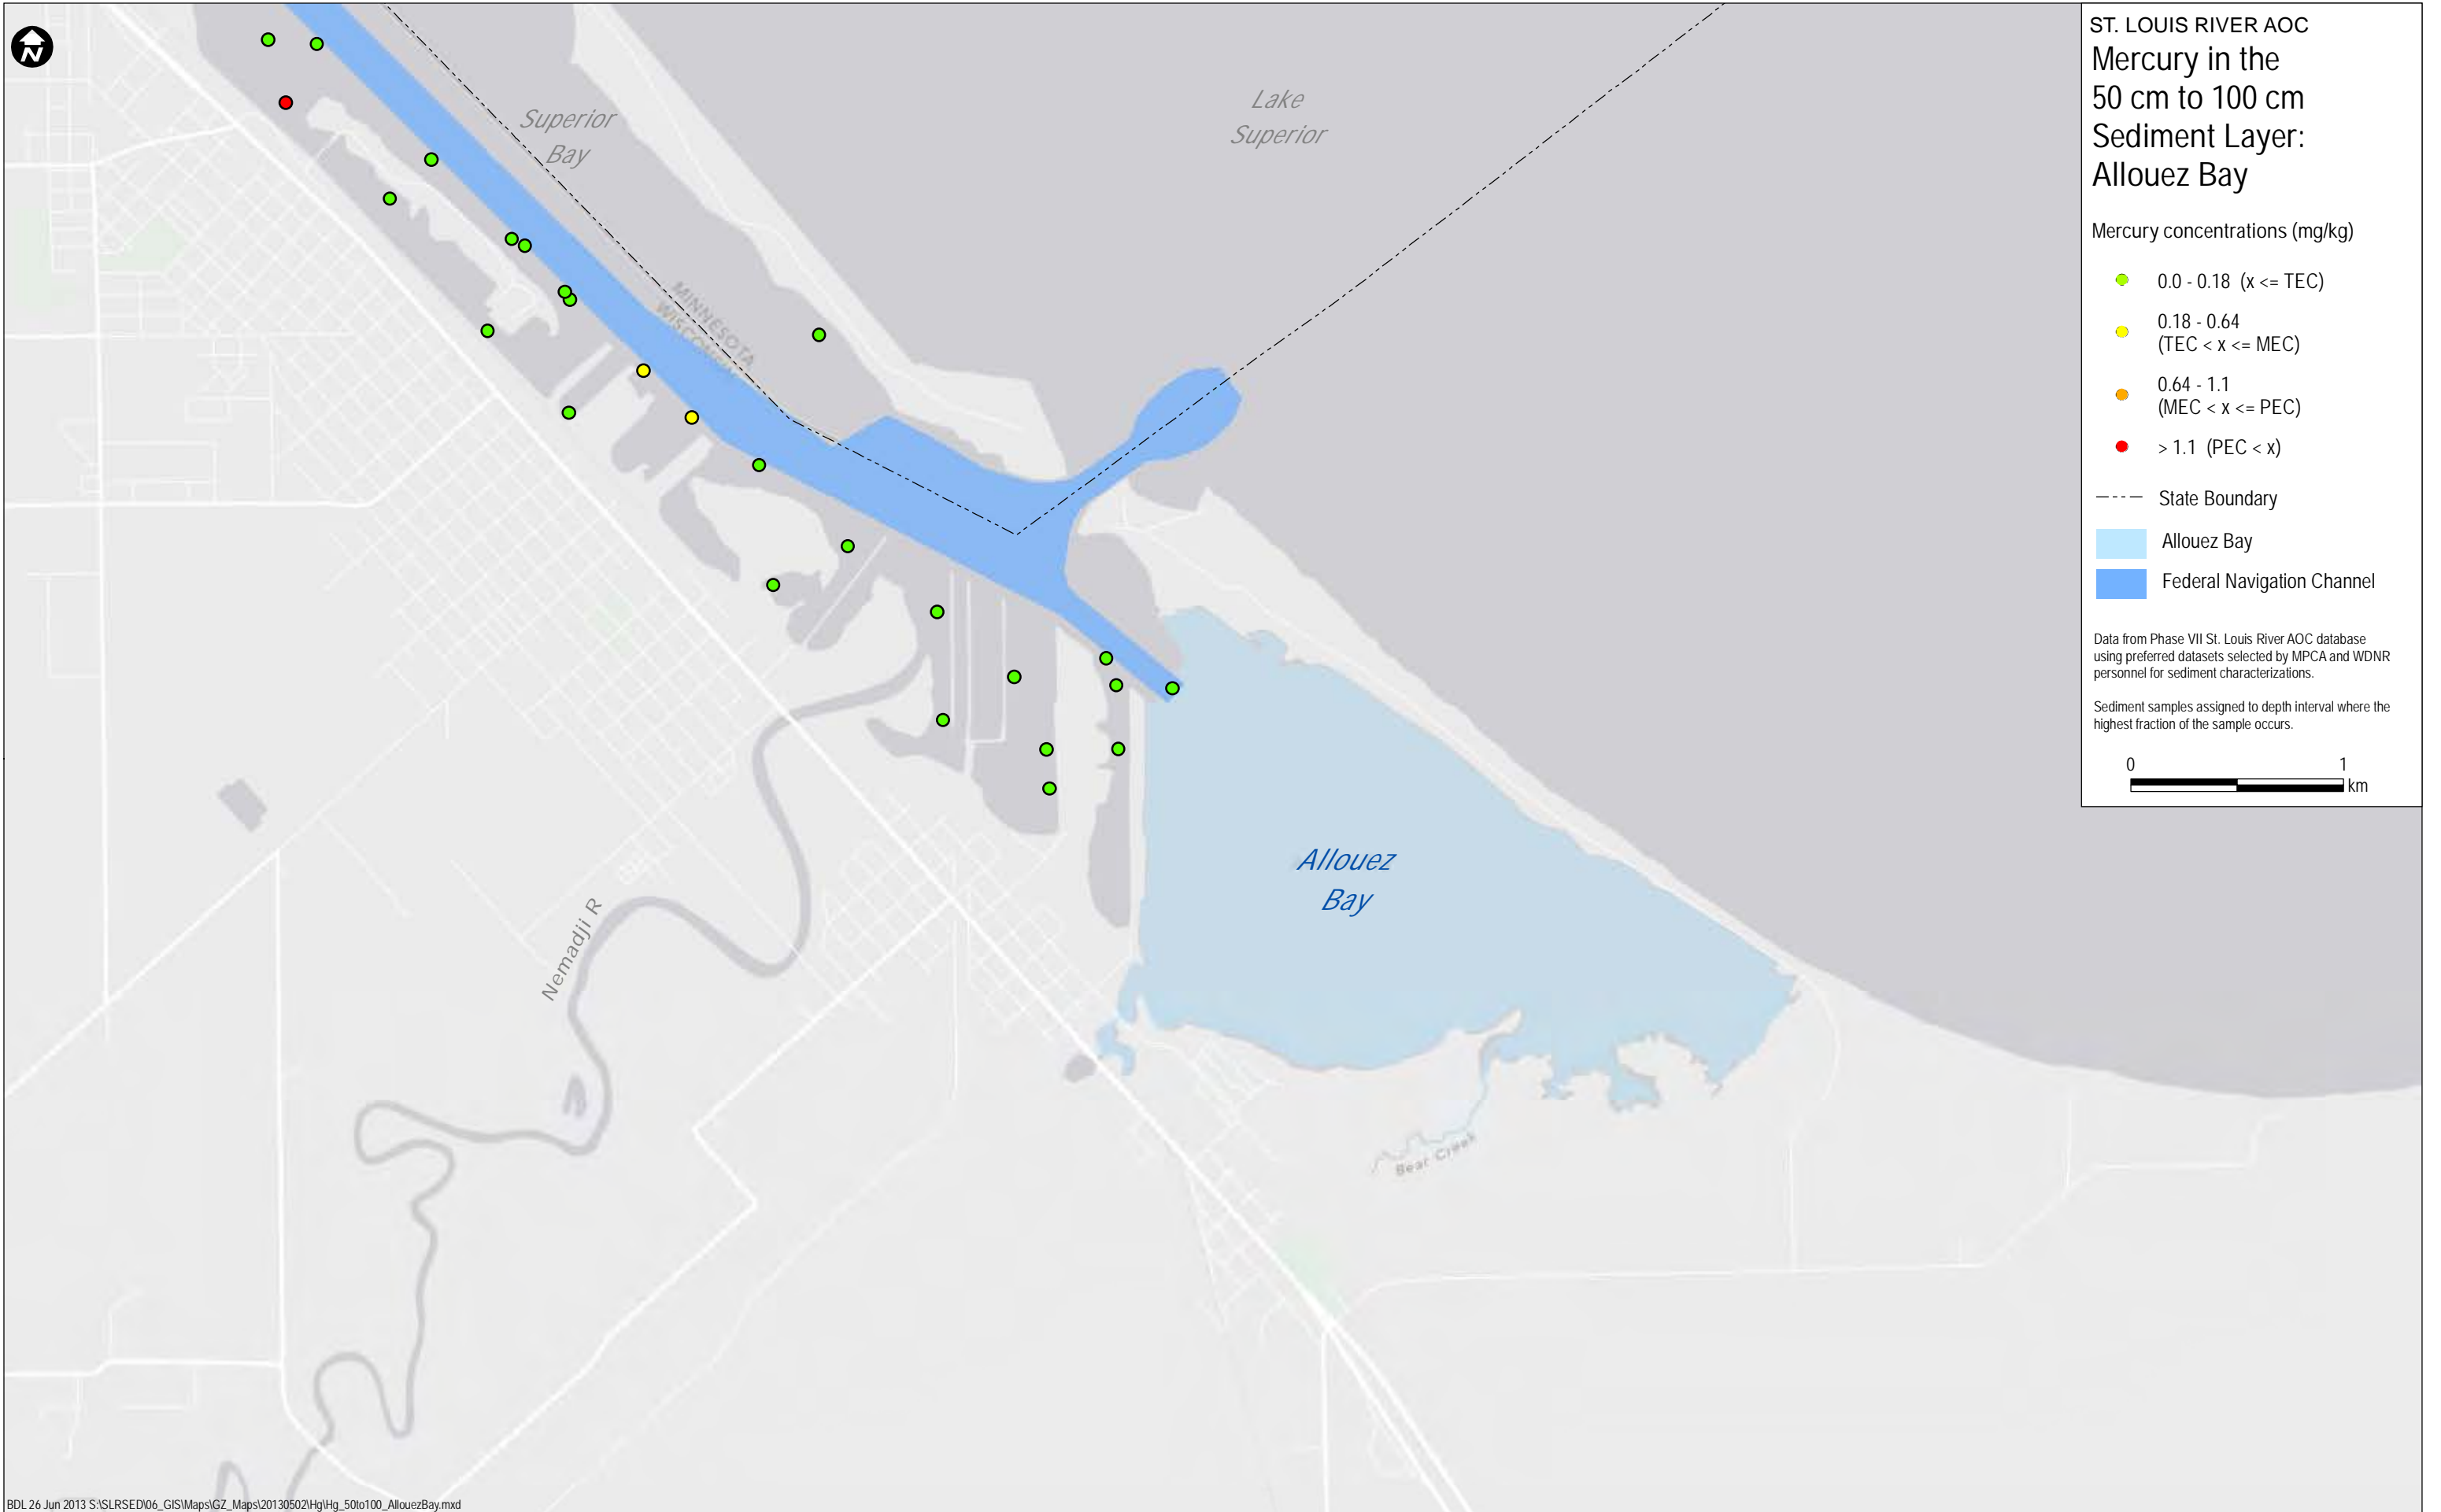 N
ST. LOUIS RIVER AOC
Mercury in the
50 cm to 100 cm
Sediment Layer:
Allouez Bay
Mercury concentrations (mg/kg)
0.0 - 0.18 (x <= TEC)
0.18 - 0.64
(TEC < x <= MEC)
0.64 - 1.1
(MEC < x <= PEC)
> 1.1 (PEC < x)
State Boundary
Allouez Bay
Federal Navigation Channel
Data from Phase VII St. Louis River AOC database
using preferred datasets selected by MPCA and WDNR
personnel for sediment characterizations.
Sediment samples assigned to depth interval where the
highest fraction of the sample occurs.
0 1
km
Superior
Bay
Lake
Superior
MINNESOTA
WISCONSIN
Allouez
Bay
Nemadji R
Bear Creek
BDL 26 Jun 2013 S:\SLRSED\06_GIS\Maps\GZ_Maps\20130502\Hg\Hg_50to100_AllouezBay.mxd